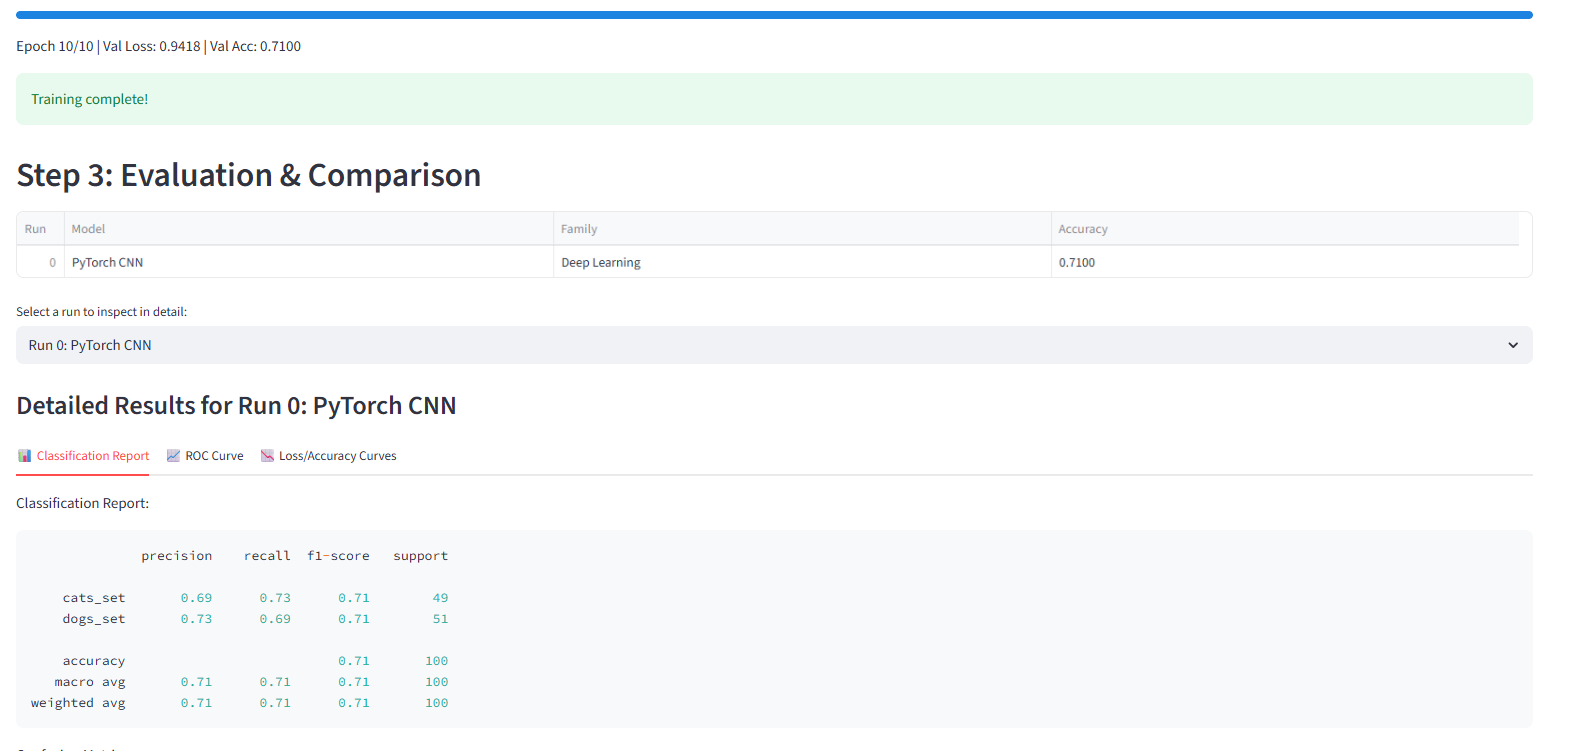 Epoch 10/10 | Val Loss: 0.9418 | Val Acc: 0.7100
Training complete!
Step 3: Evaluation & Comparison
Run Model Family Accuracy
0 PyTorch CNN Deep Learning 0.7100
Select a run to inspect in detail:
Run 0: PyTorch CNN
Detailed Results for Run 0: PyTorch CNN
Classification Report ROC Curve Loss/Accuracy Curves
Classification Report:
precision recall f1-score support
cats_set 0.69 0.73 0.71 49
dogs_set 0.73 0.69 0.71 51
accuracy 0.71 100
macro avg 0.71 0.71 0.71 100
weighted avg 0.71 0.71 0.71 100